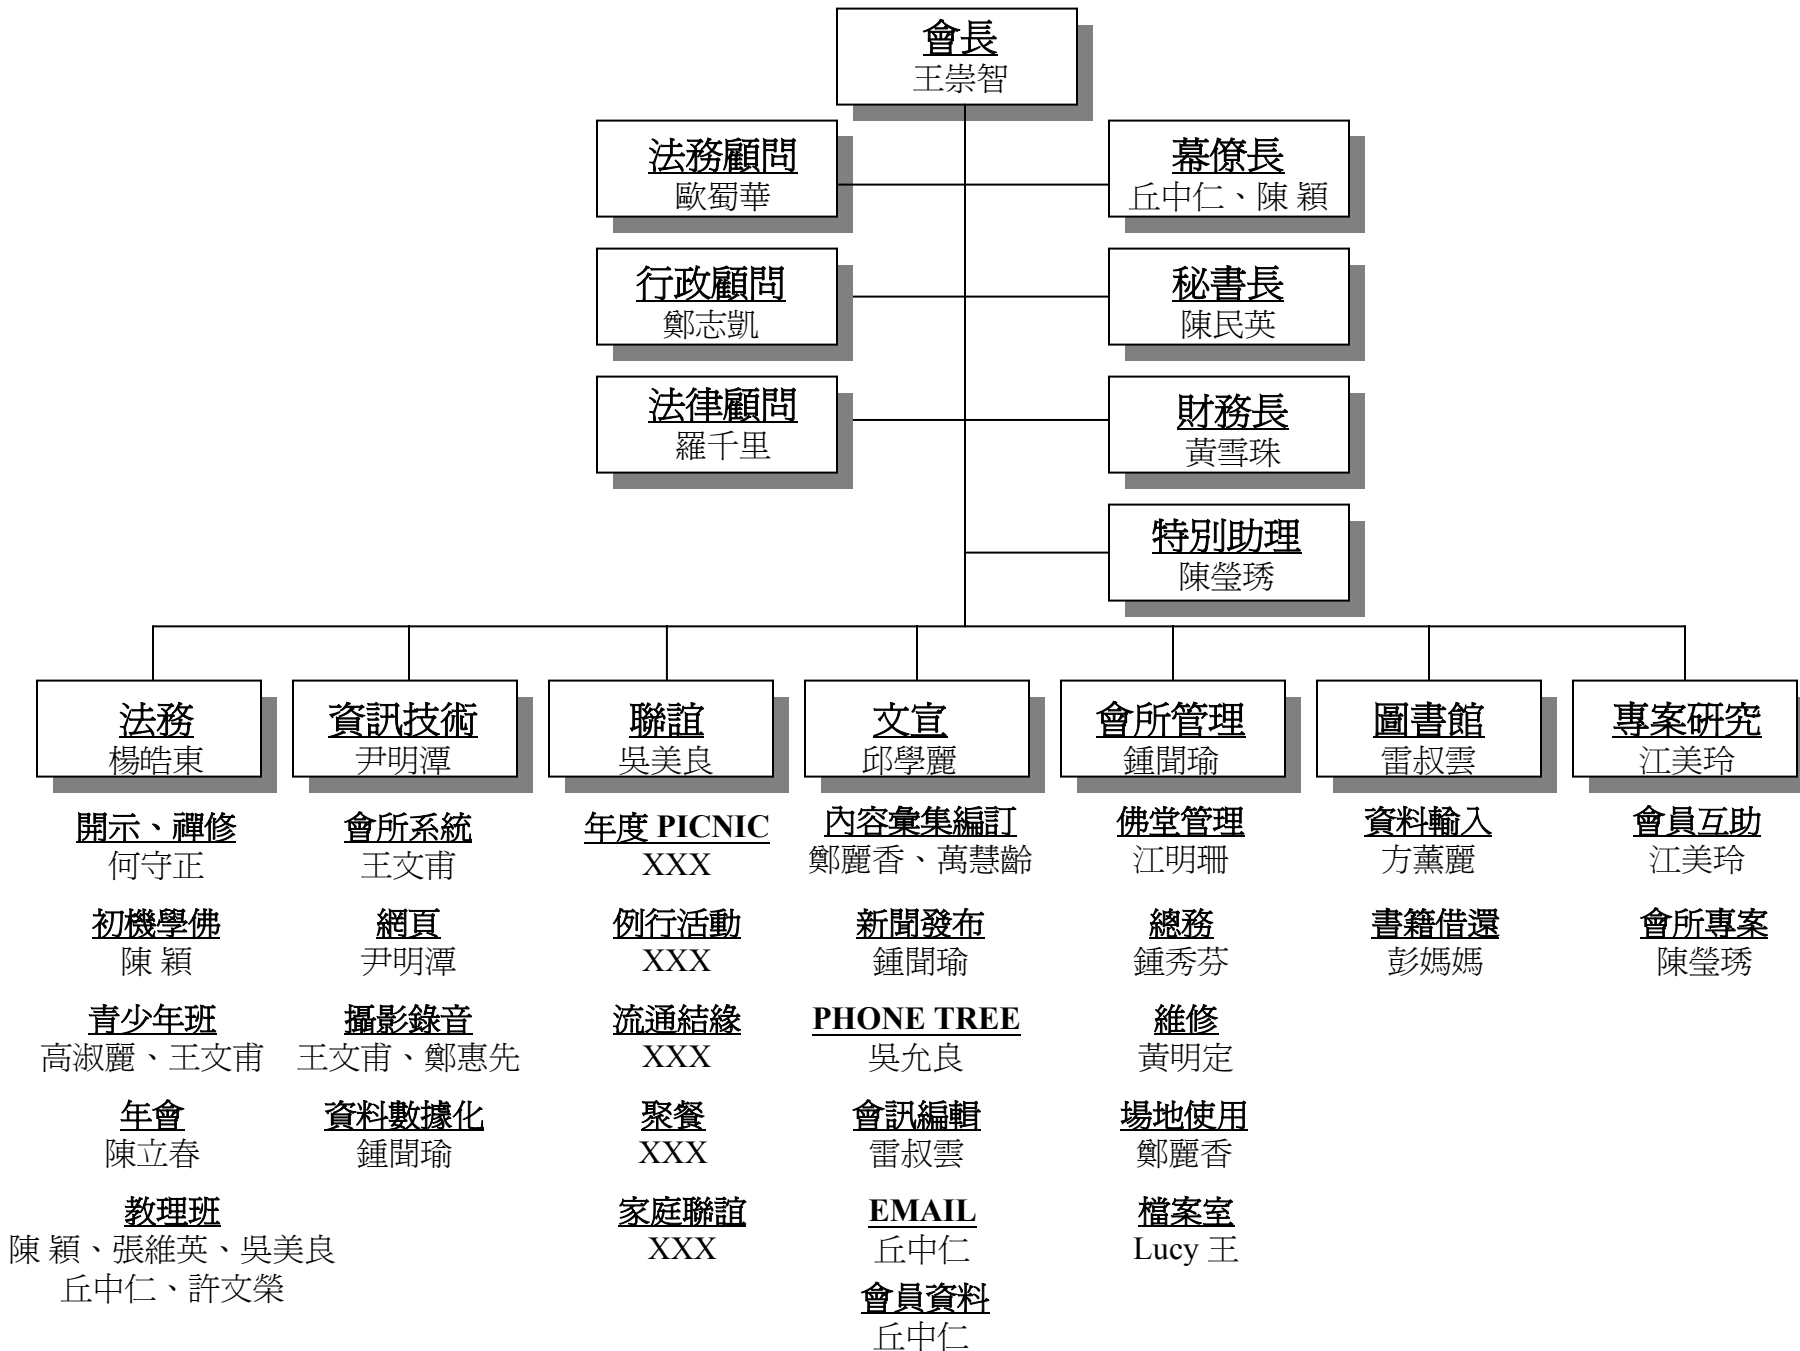 會長
王崇智
法務顧問
歐蜀華
幕僚長
丘中仁、陳 穎
行政顧問
鄭志凱
秘書長
陳民英
法律顧問
羅千里
財務長
黃雪珠
特別助理
陳瑩琇
法務
楊皓東
開示、禪修
何守正
初機學佛
陳 穎
青少年班
高淑麗、王文甫
年會
陳立春
教理班
陳 穎、張維英、吳美良
丘中仁、許文榮
資訊技術
尹明潭
會所系統
王文甫
網頁
尹明潭
攝影錄音
王文甫、鄭惠先
資料數據化
鍾聞瑜
聯誼
吳美良
年度 PICNIC
XXX
例行活動
XXX
流通結緣
XXX
聚餐
XXX
家庭聯誼
XXX
文宣
邱學麗
內容彙集編訂
鄭麗香、萬慧齡
新聞發布
鍾聞瑜
PHONE TREE
吳允良
會訊編輯
雷叔雲
EMAIL
丘中仁
會員資料
丘中仁
會所管理
鍾聞瑜
佛堂管理
江明珊
總務
鍾秀芬
維修
黃明定
場地使用
鄭麗香
檔案室
Lucy 王
圖書館
雷叔雲
資料輸入
方薰麗
書籍借還
彭媽媽
專案研究
江美玲
會員互助
江美玲
會所專案
陳瑩琇